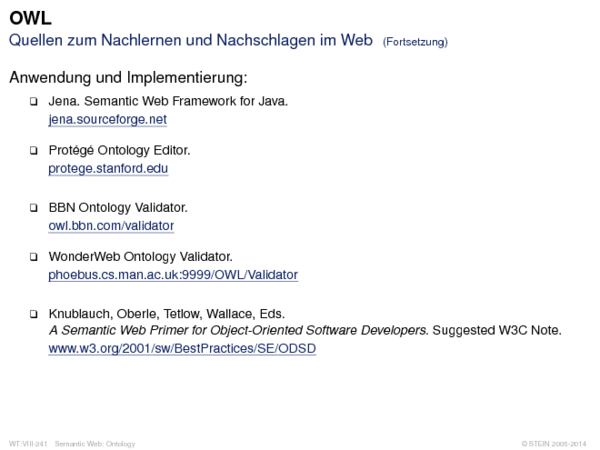 OWL
Quellen zum Nachlernen und Nachschlagen im Web (Fortsetzung)
Anwendung und Implementierung:
❑ Jena. Semantic Web Framework for Java.
jena.sourceforge.net
❑ Protégé Ontology Editor.
protege.stanford.edu
❑ BBN Ontology Validator.
owl.bbn.com/validator
❑ WonderWeb Ontology Validator.
phoebus.cs.man.ac.uk:9999/OWL/Validator
❑ Knublauch, Oberle, Tetlow, Wallace, Eds.
A Semantic Web Primer for Object-Oriented Software Developers. Suggested W3C Note.
www.w3.org/2001/sw/BestPractices/SE/ODSD
WT:VIII-241 Semantic Web: Ontology
© STEIN 2005-2014